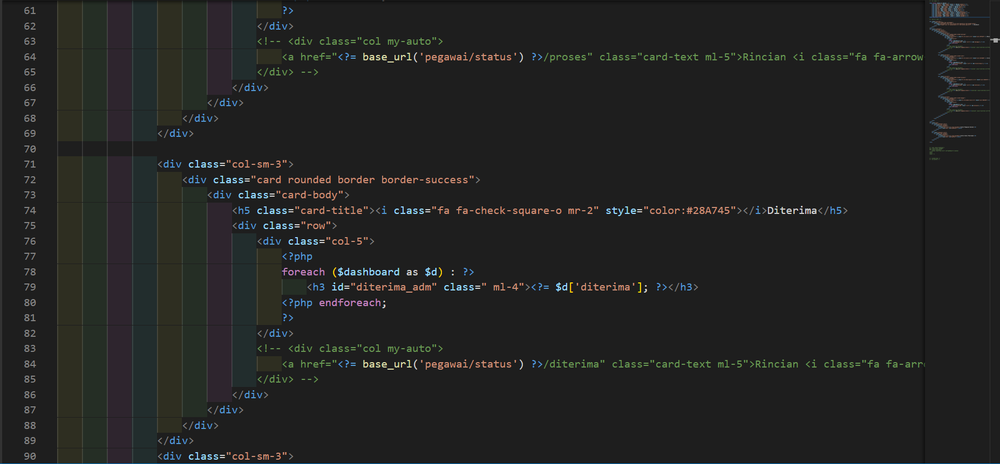 61 ?>
62 </div>
63 <!-- <div class="col my-auto">
64 <a href="<?= base_url('pegawai/status') ?>/proses" class="card-text ml-5">Rincian <i class="fa fa-arrow
65 </div> -->
66 </div>
67 </div>
68 </div>
69 </div>
70
71 <div class="col-sm-3">
72 <div class="card rounded border border-success">
73 <div class="card-body">
74 <h5 class="card-title"><i class="fa fa-check-square-o mr-2" style="color:#28A745"></i>Diterima</h5>
75 <div class="row">
76 <div class="col-5">
77 <?php
78 foreach ($dashboard as $d) : ?>
79 <h3 id="diterima_adm" class=" ml-4"><?= $d['diterima']; ?></h3>
80 <?php endforeach;
81 ?>
82 </div>
83 <!-- <div class="col my-auto">
84 <a href="<?= base_url('pegawai/status') ?>/diterima" class="card-text ml-5">Rincian <i class="fa fa-arr
85 </div> -->
86 </div>
87 </div>
88 </div>
89 </div>
90 <div class="col-sm-3">